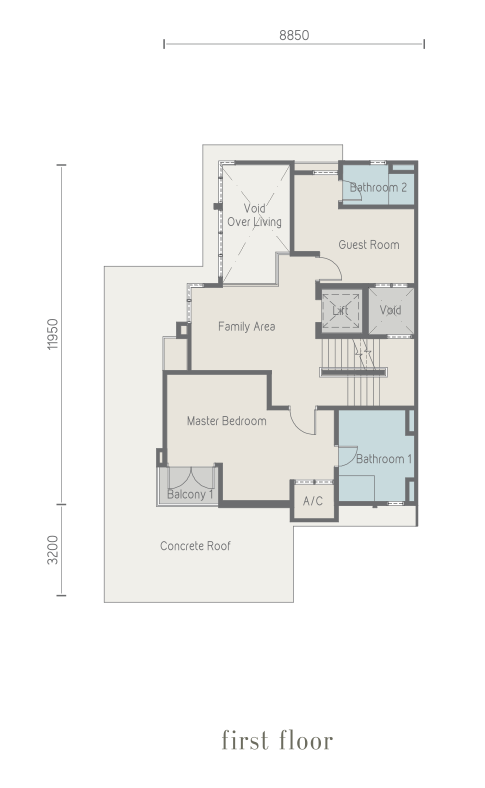 8850
Bathroom 2
Void
Over Living
Guest Room
Lift
Void
Family Area
11950
Master Bedroom
Bathroom 1
Balcony 1
A/C
Concrete Roof
3200
first floor